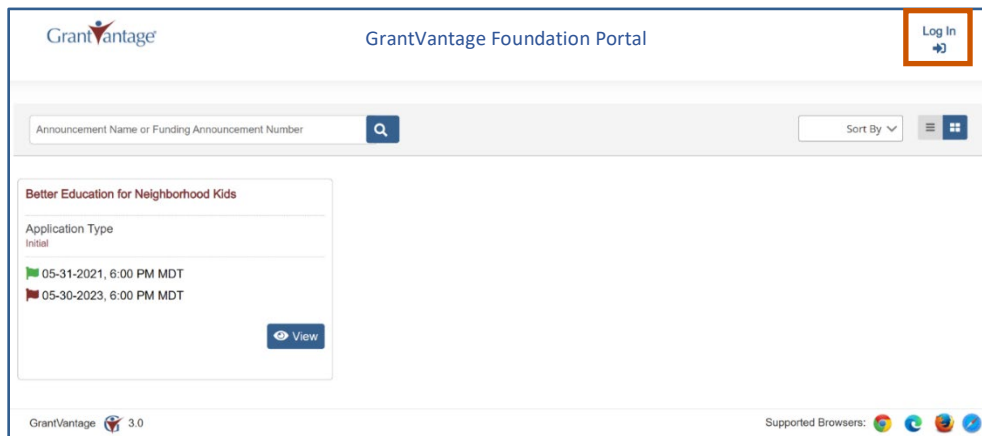 GrantVantage
GrantVantage Foundation Portal
Log In
Announcement Name or Funding Announcement Number
Sort By
Better Education for Neighborhood Kids
Application Type
Initial
05-31-2021, 6:00 PM MDT
05-30-2023, 6:00 PM MDT
View
GrantVantage 3.0
Supported Browsers: